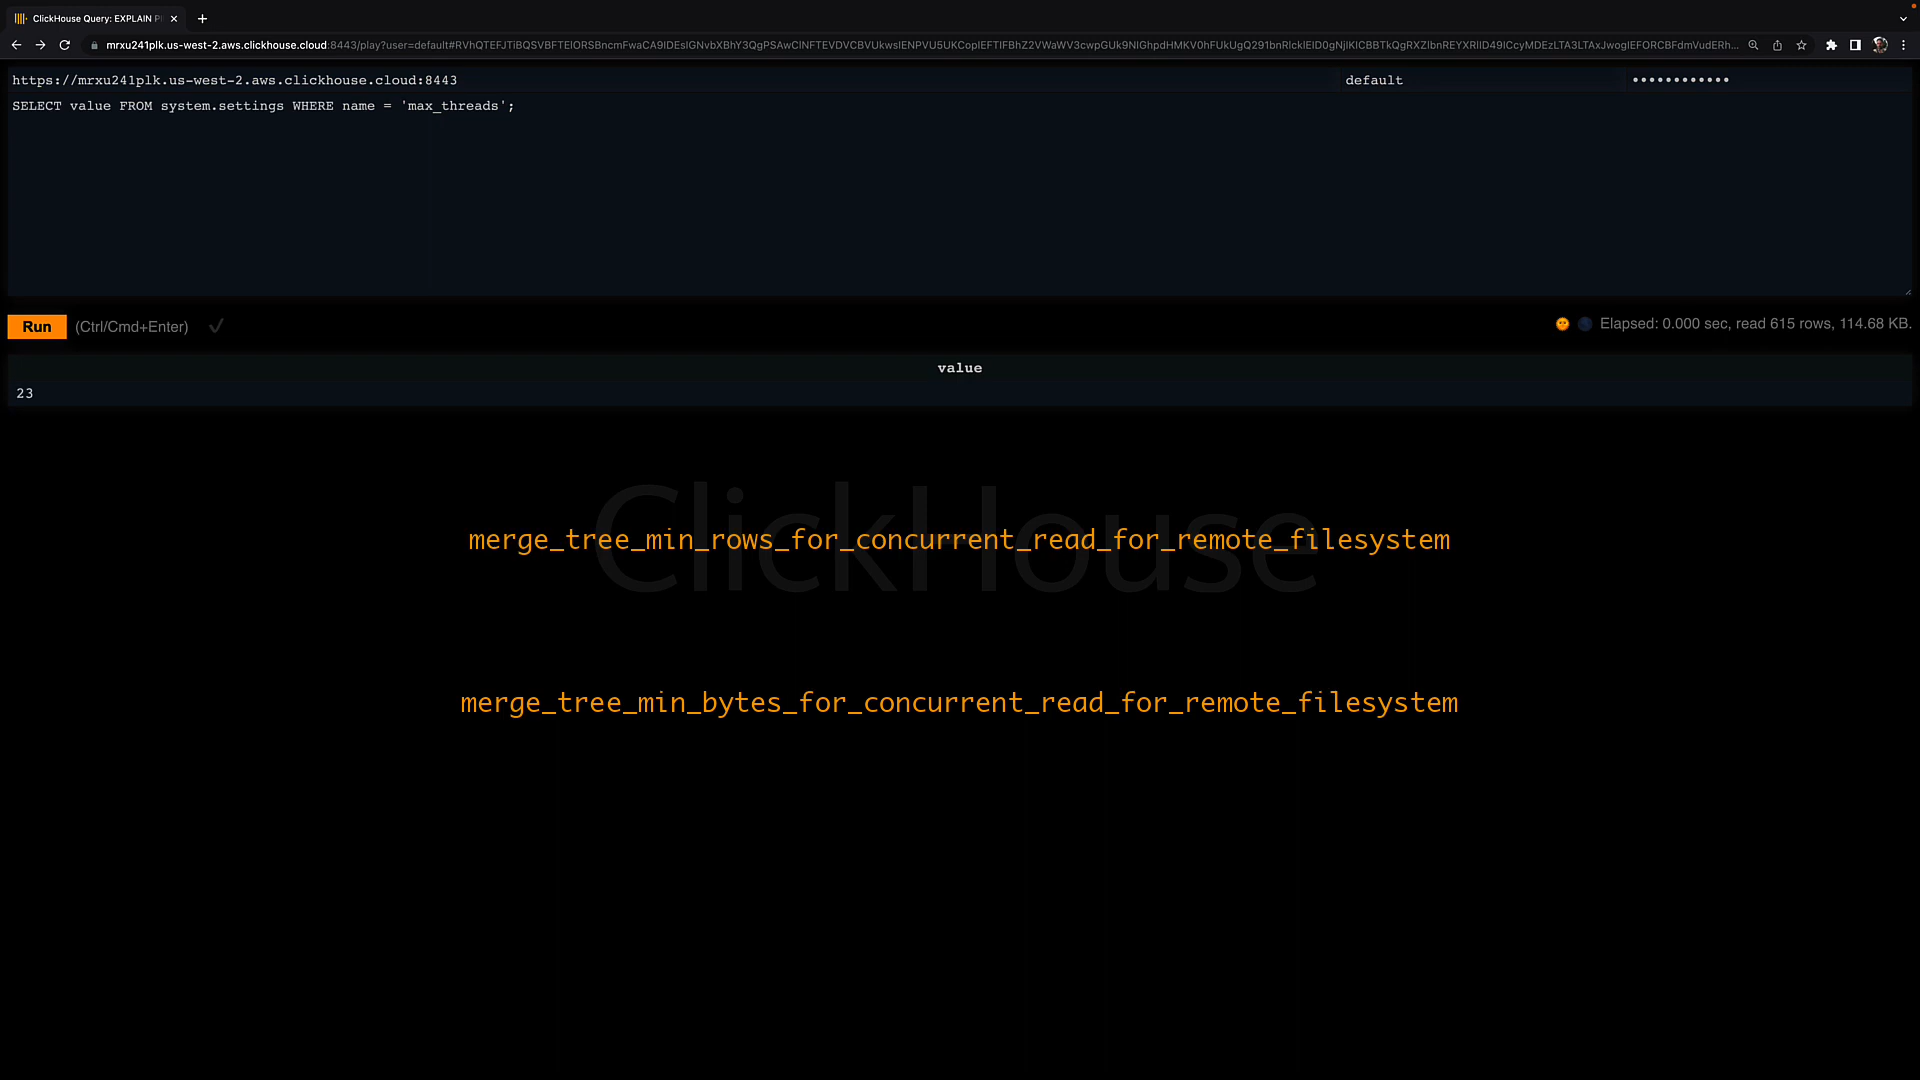 ClickHouse Query: EXPLAIN P
mrxu241plk.us-west-2.aws.clickhouse.cloud:8443/play?user=default
https://mrxu241plk.us-west-2.aws.clickhouse.cloud:8443
default
••••••••••••
SELECT value FROM system.settings WHERE name = 'max_threads';
Run (Ctrl/Cmd+Enter) ✓
Elapsed: 0.000 sec, read 615 rows, 114.68 KB.
value
23
ClickHouse
merge_tree_min_rows_for_concurrent_read_for_remote_filesystem
merge_tree_min_bytes_for_concurrent_read_for_remote_filesystem